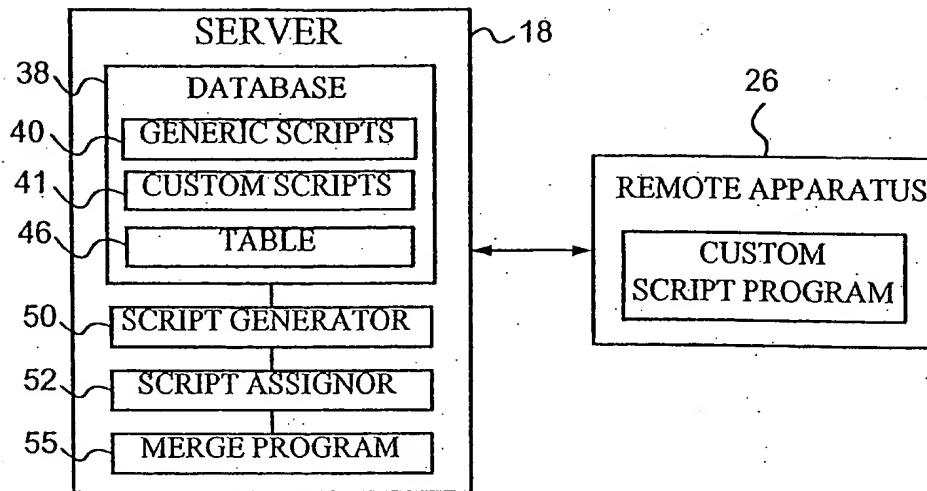 SERVER
18
38
DATABASE
40
GENERIC SCRIPTS
41
CUSTOM SCRIPTS
46
TABLE
50
SCRIPT GENERATOR
52
SCRIPT ASSIGNOR
55
MERGE PROGRAM
26
REMOTE APPARATUS
CUSTOM
SCRIPT PROGRAM